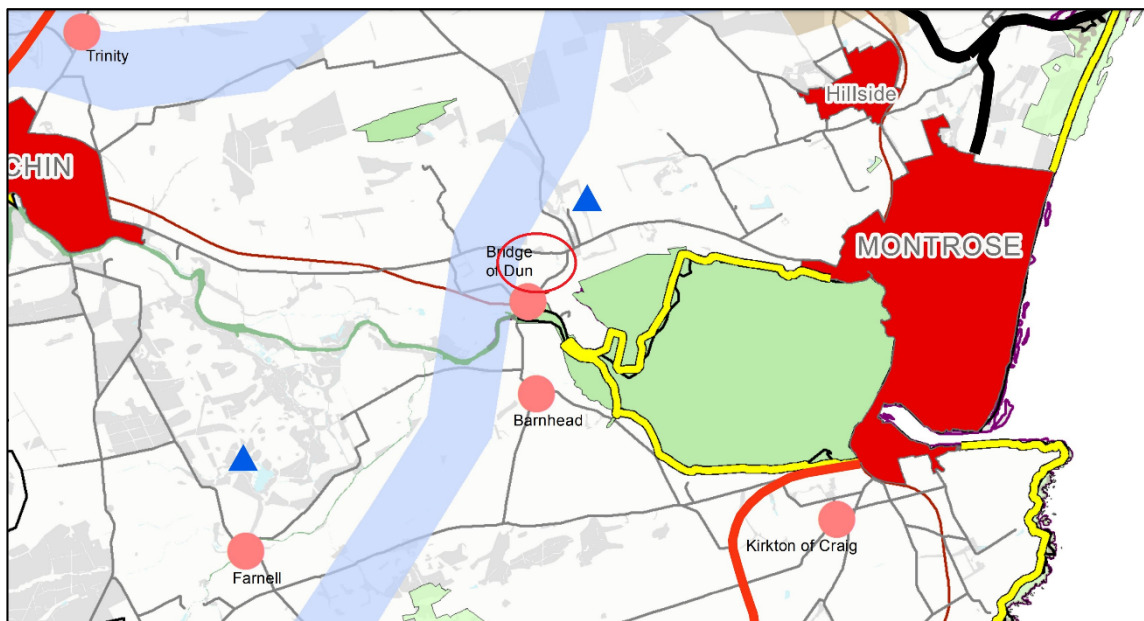 Trinity
Hillside
CHIN
MONTROSE
Bridge
of Dun
Barnhead
Kirkton of Craig
Farnell